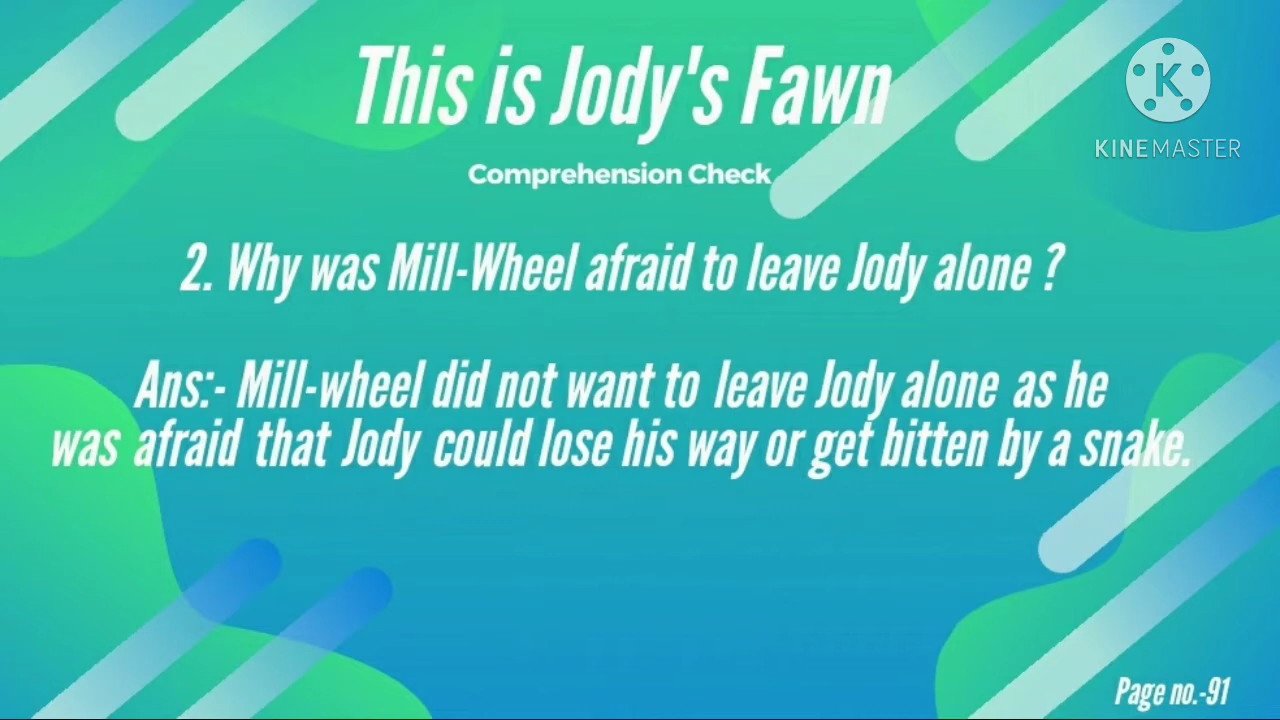 This is Jody's Fawn
KINEMASTER
Comprehension Check
2. Why was Mill-Wheel afraid to leave Jody alone ?
Ans:- Mill-wheel did not want to leave Jody alone as he
was afraid that Jody could lose his way or get bitten by a snake.
Page no.-91